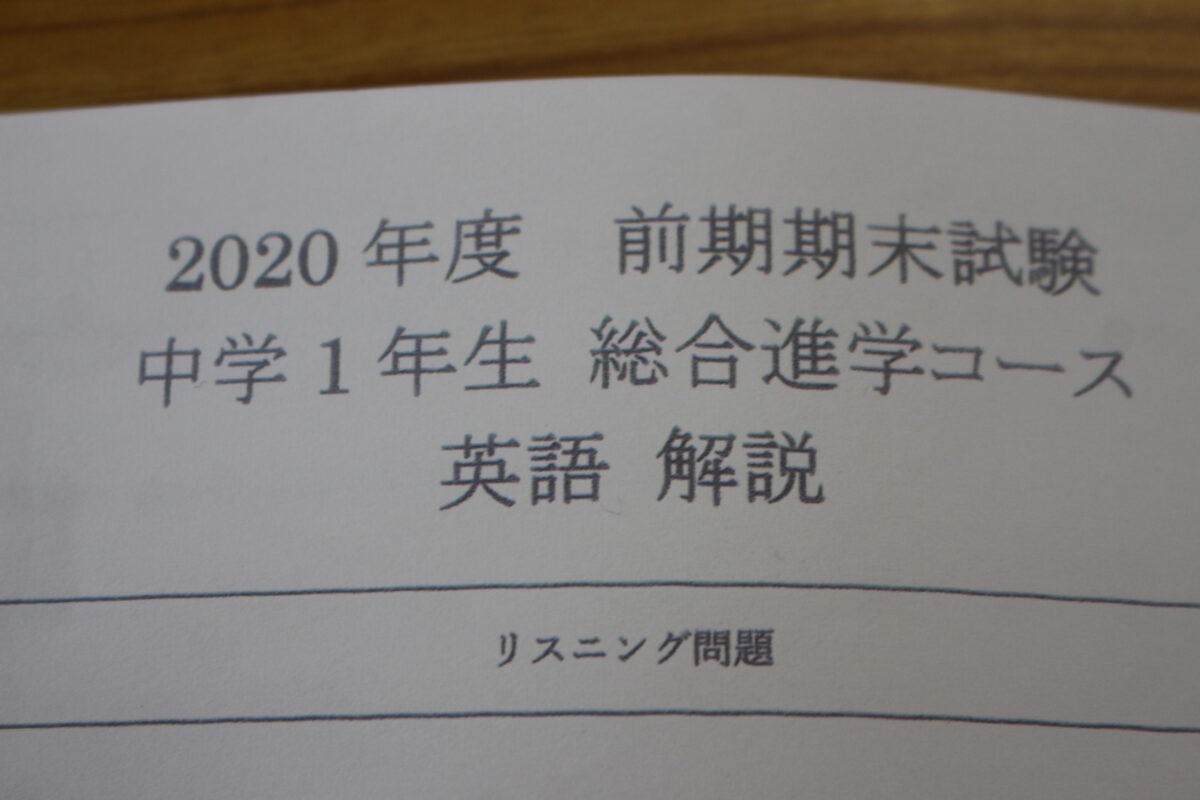 2020 年度　前期期末試験
中学 1 年生 総合進学コース
英語 解説
リスニング問題